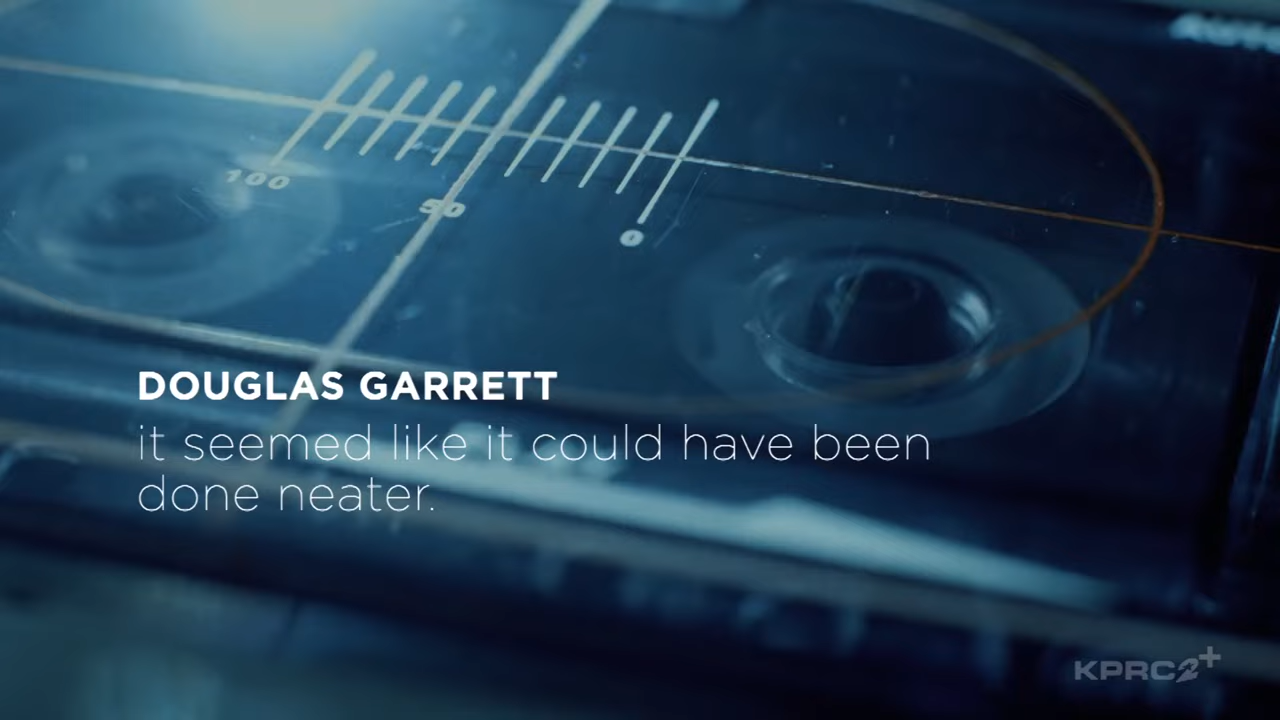 100
50
0
DOUGLAS GARRETT
it seemed like it could have been
done neater.
KPRC2+